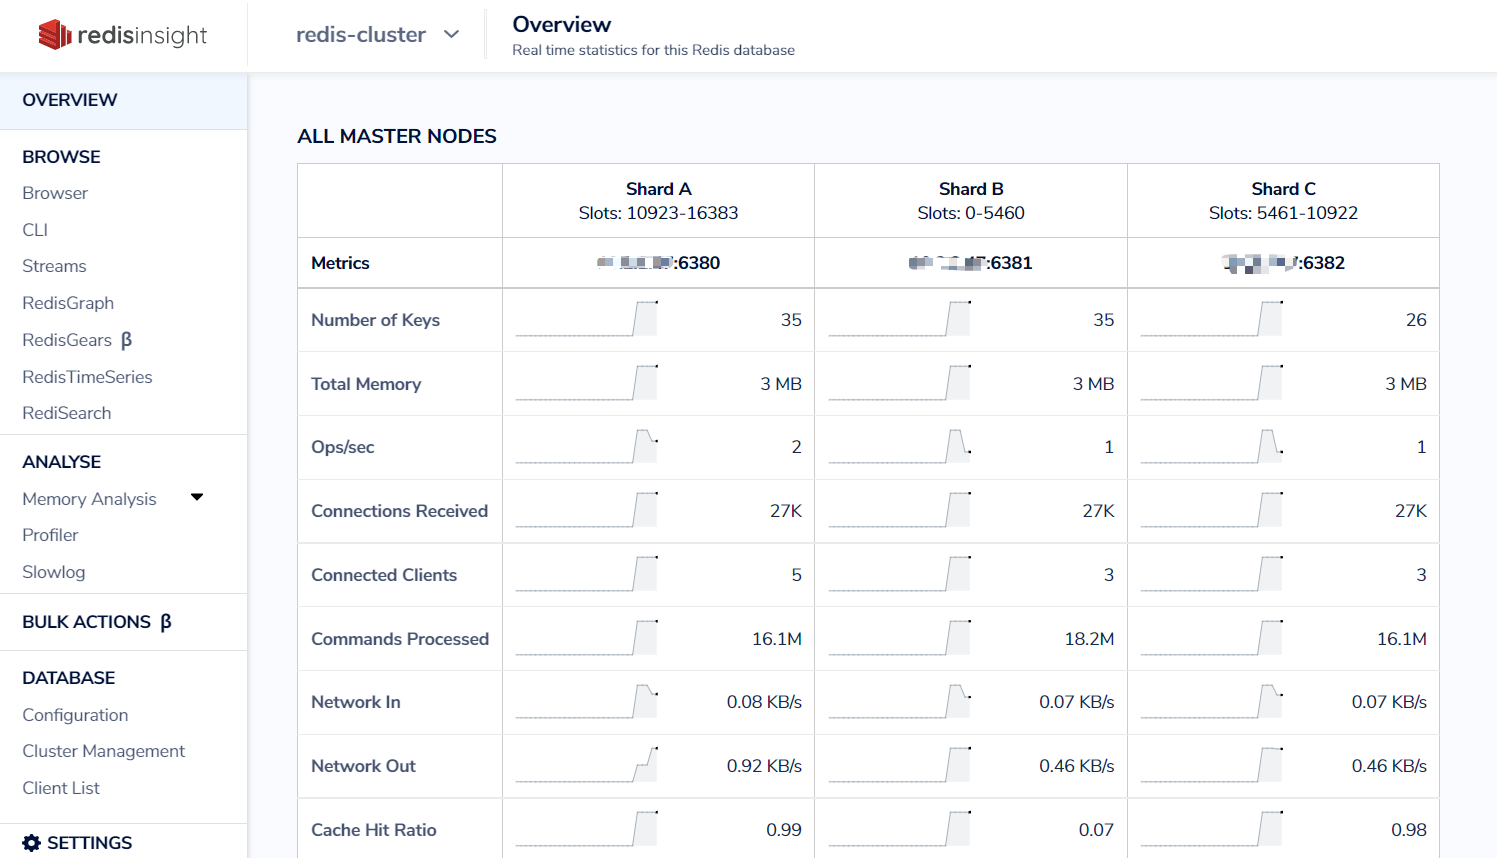 redisinsight
redis-cluster
Overview
Real time statistics for this Redis database
OVERVIEW
BROWSE
Browser
CLI
Streams
RedisGraph
RedisGears β
RedisTimeSeries
RediSearch
ANALYSE
Memory Analysis
Profiler
Slowlog
BULK ACTIONS β
DATABASE
Configuration
Cluster Management
Client List
SETTINGS
ALL MASTER NODES
Shard A Shard B Shard C
Slots: 10923-16383 Slots: 0-5460 Slots: 5461-10922
Metrics :6380 :6381 :6382
Number of Keys 35 35 26
Total Memory 3 MB 3 MB 3 MB
Ops/sec 2 1 1
Connections Received 27K 27K 27K
Connected Clients 5 3 3
Commands Processed 16.1M 18.2M 16.1M
Network In 0.08 KB/s 0.07 KB/s 0.07 KB/s
Network Out 0.92 KB/s 0.46 KB/s 0.46 KB/s
Cache Hit Ratio 0.99 0.07 0.98